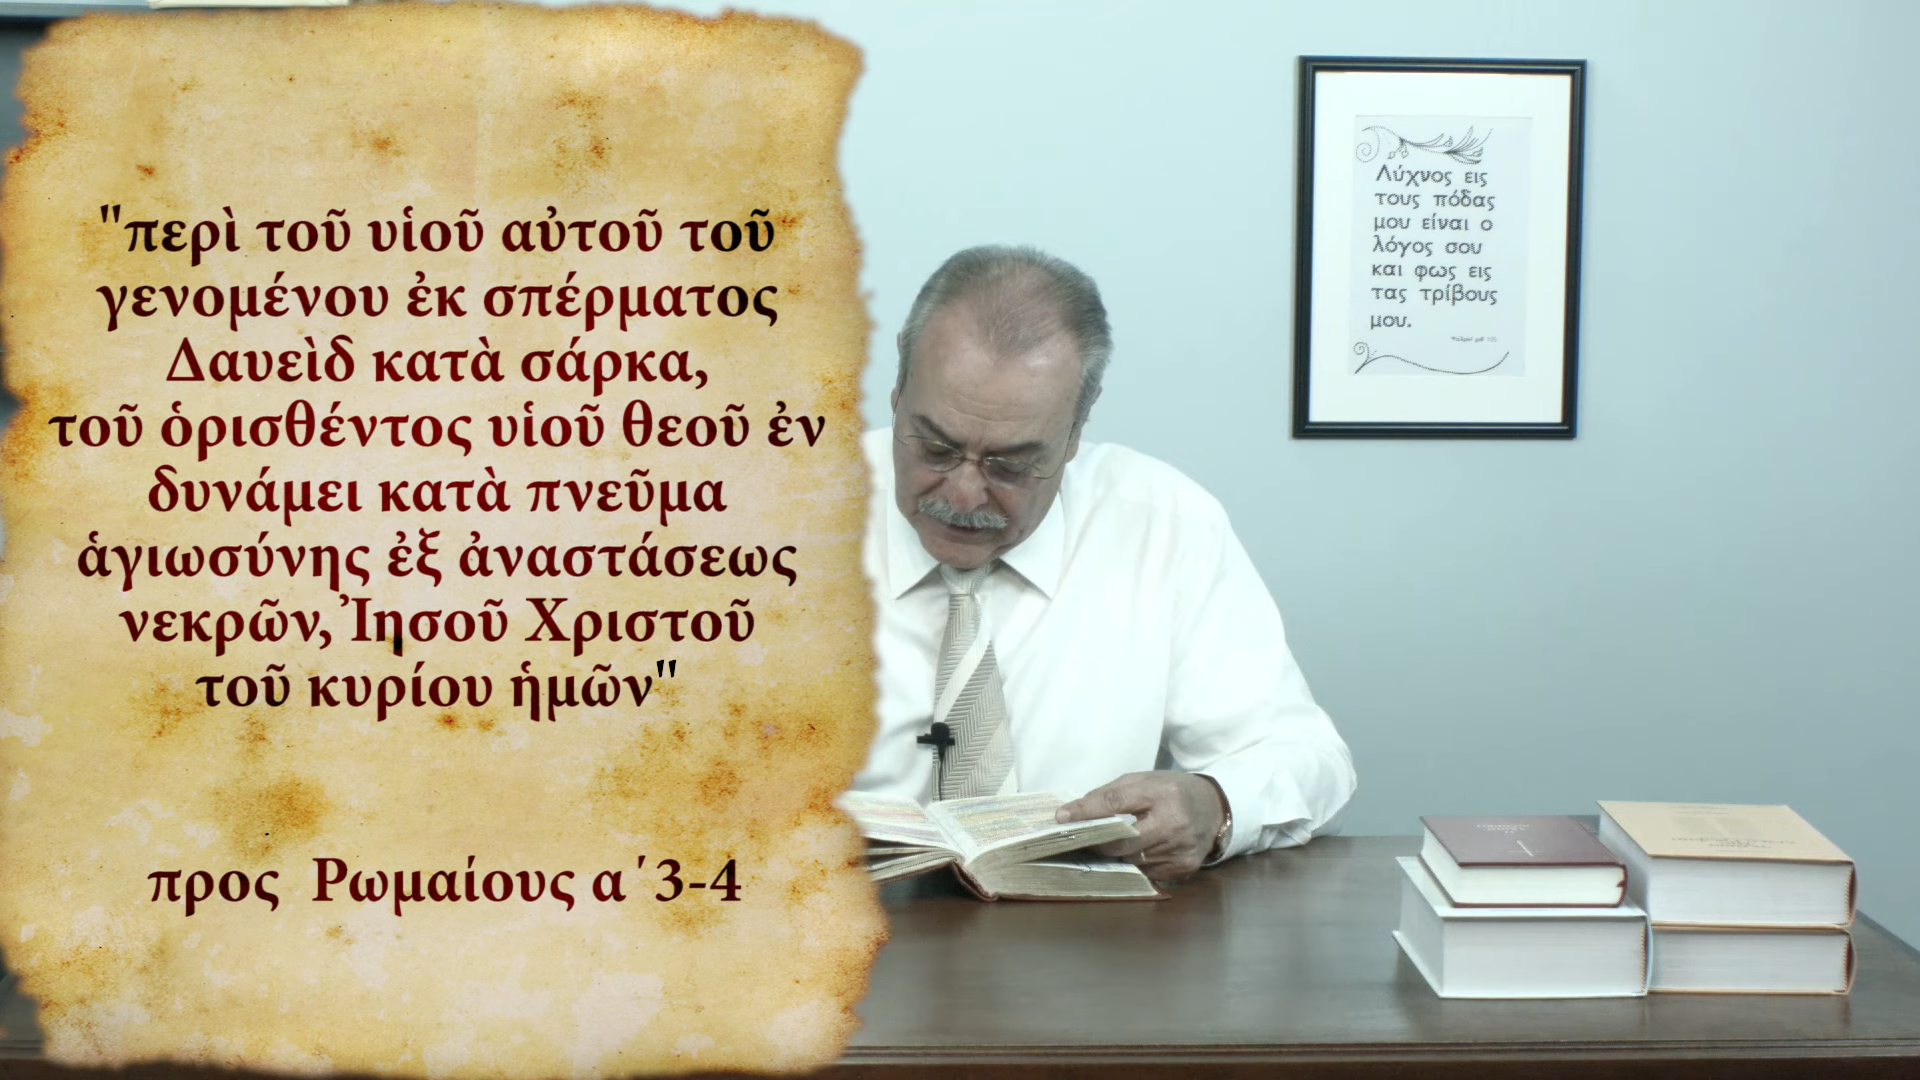 "περὶ τοῦ υἱοῦ αὐτοῦ τοῦ
γενομένου ἐκ σπέρματος
Δαυεὶδ κατὰ σάρκα,
τοῦ ὁρισθέντος υἱοῦ θεοῦ ἐν
δυνάμει κατὰ πνεῦμα
ἁγιωσύνης ἐξ ἀναστάσεως
νεκρῶν, Ἰησοῦ Χριστοῦ
τοῦ κυρίου ἡμῶν"
προς Ρωμαίους α΄3-4
Λύχνος εις
τους πόδας
μου είναι ο
λόγος σου
και φως εις
τας τρίβους
μου.